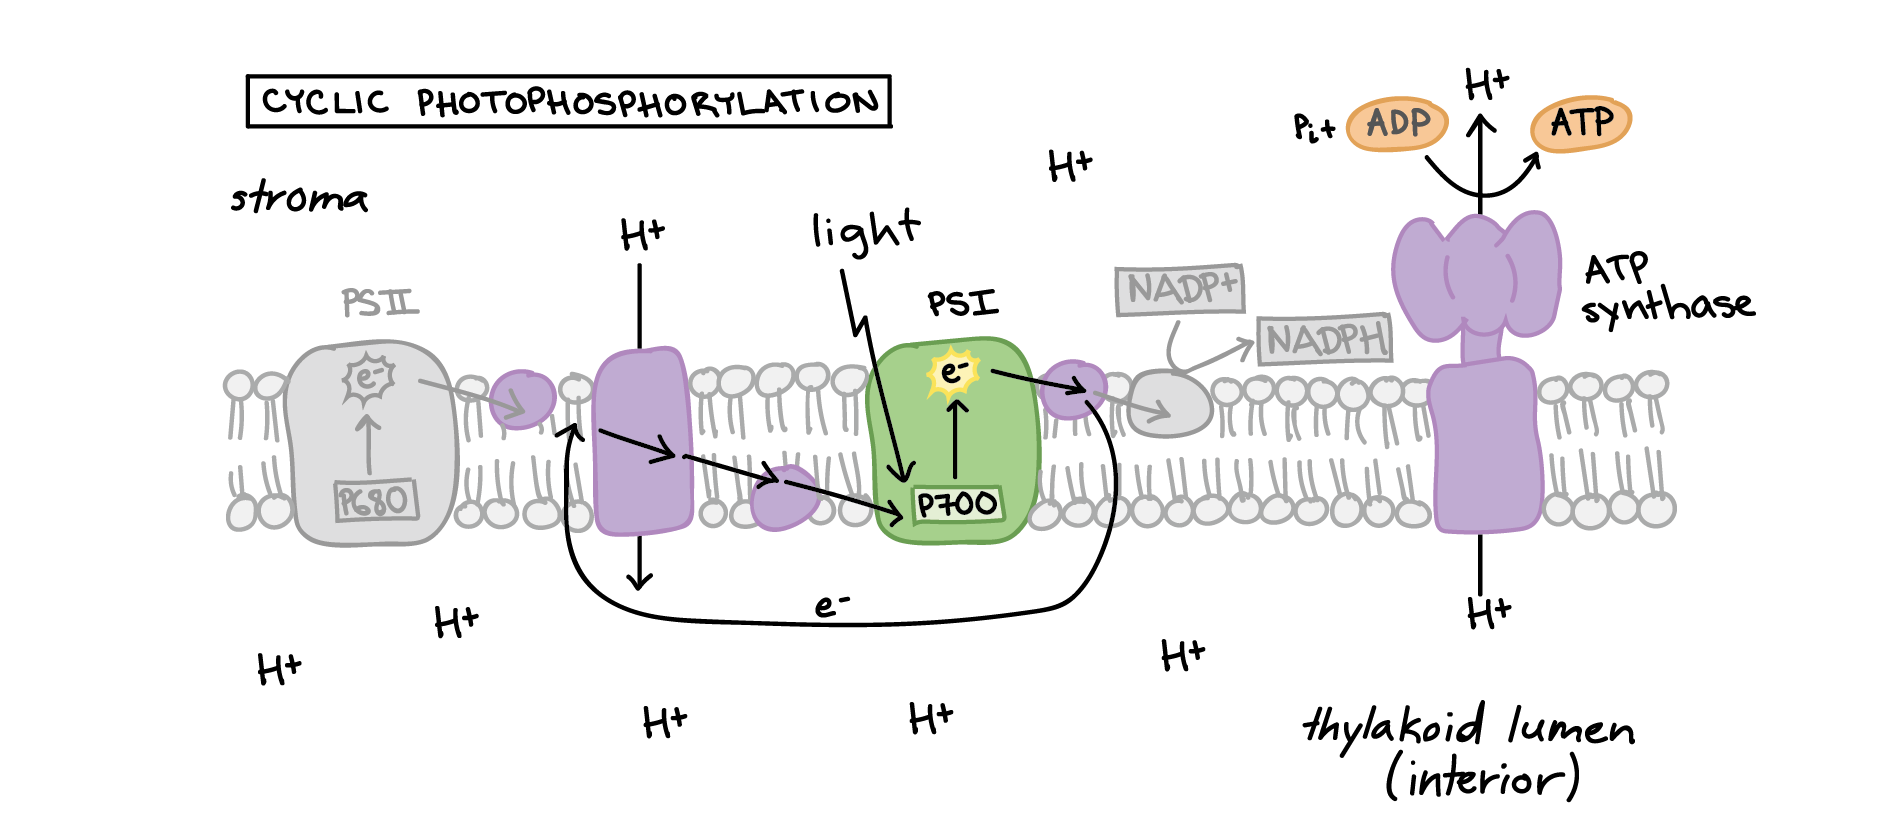 CYCLIC PHOTOPHOSPHORYLATION
stroma
H+
Pi+ ADP
ATP
H+
H+
light
PSII
PSI
NADP+
NADPH
ATP
synthase
e-
e-
P680
P700
e-
H+
H+
H+
H+
H+
H+
thylakoid lumen
(interior)